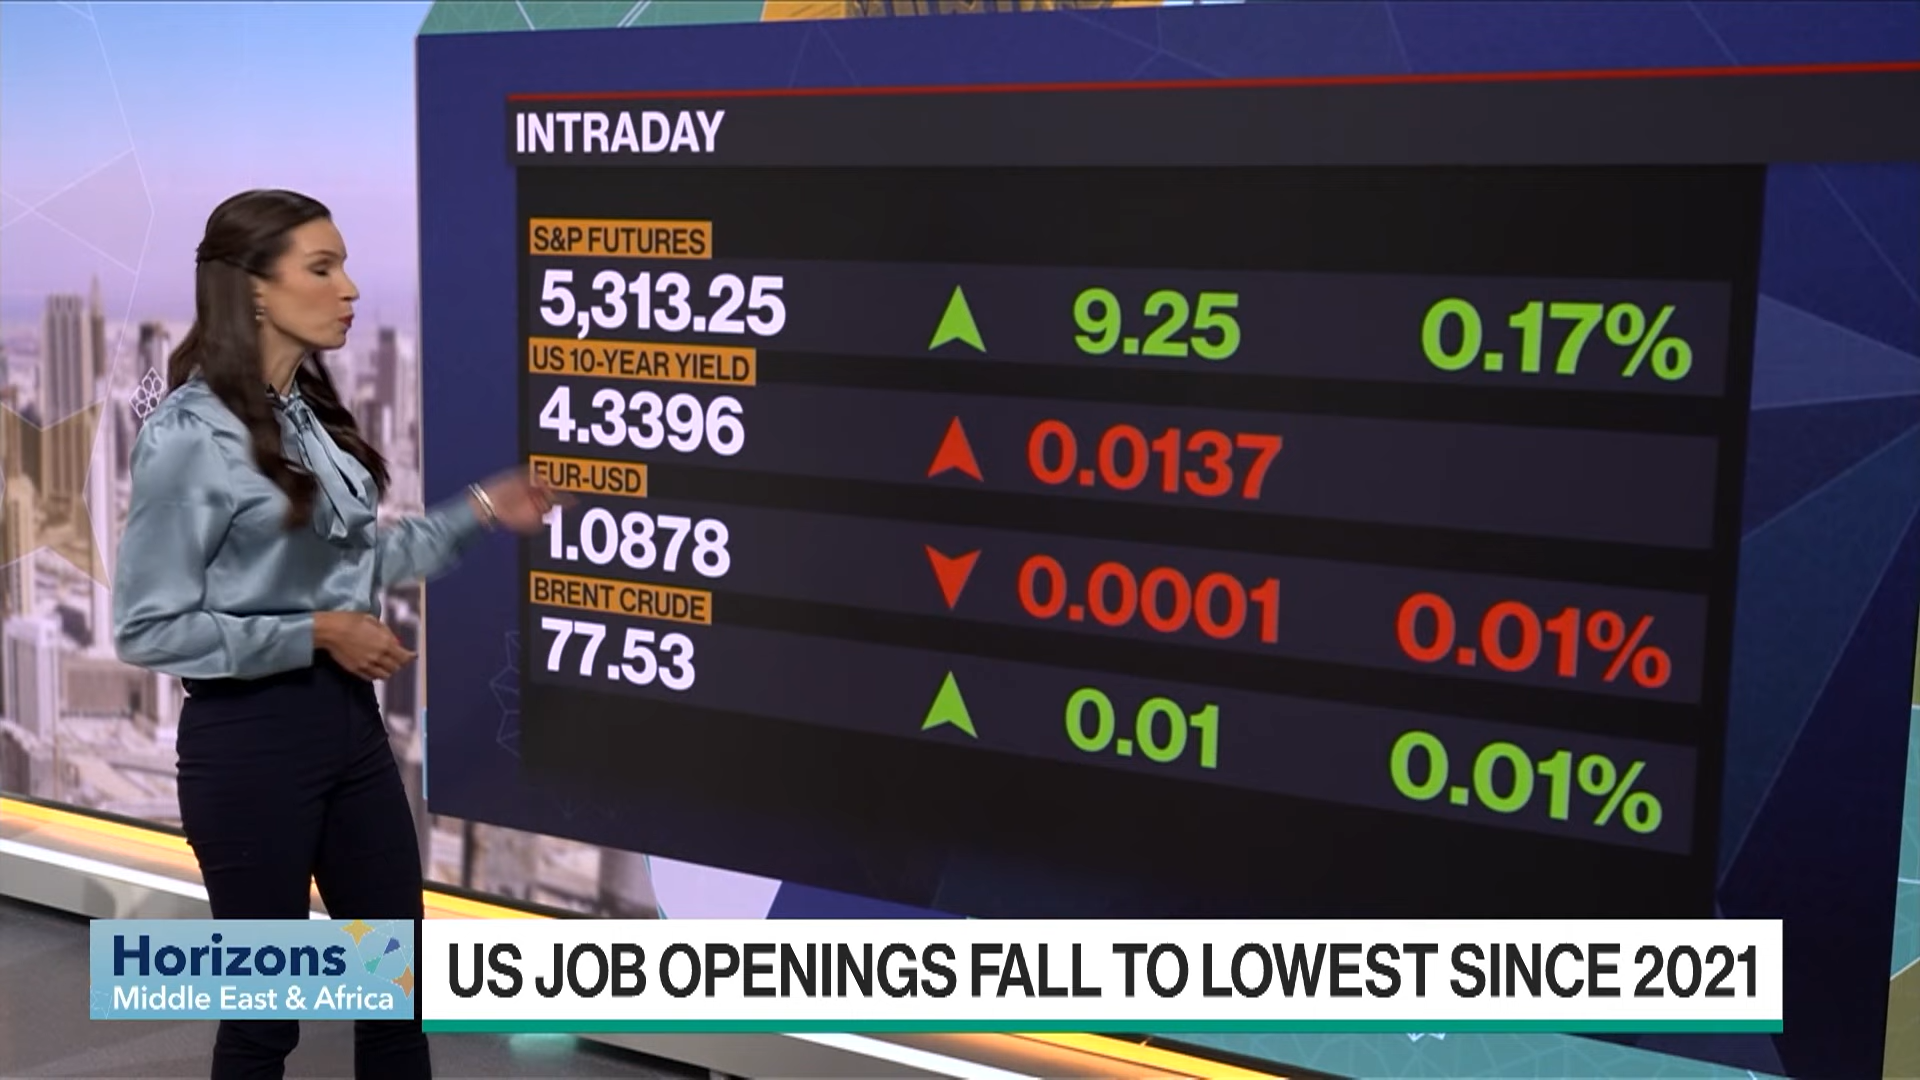 INTRADAY
S&P FUTURES
5,313.25 9.25 0.17%
US 10-YEAR YIELD
4.3396 0.0137
EUR-USD
1.0878 0.0001 0.01%
BRENT CRUDE
77.53 0.01 0.01%
Horizons
Middle East & Africa
US JOB OPENINGS FALL TO LOWEST SINCE 2021